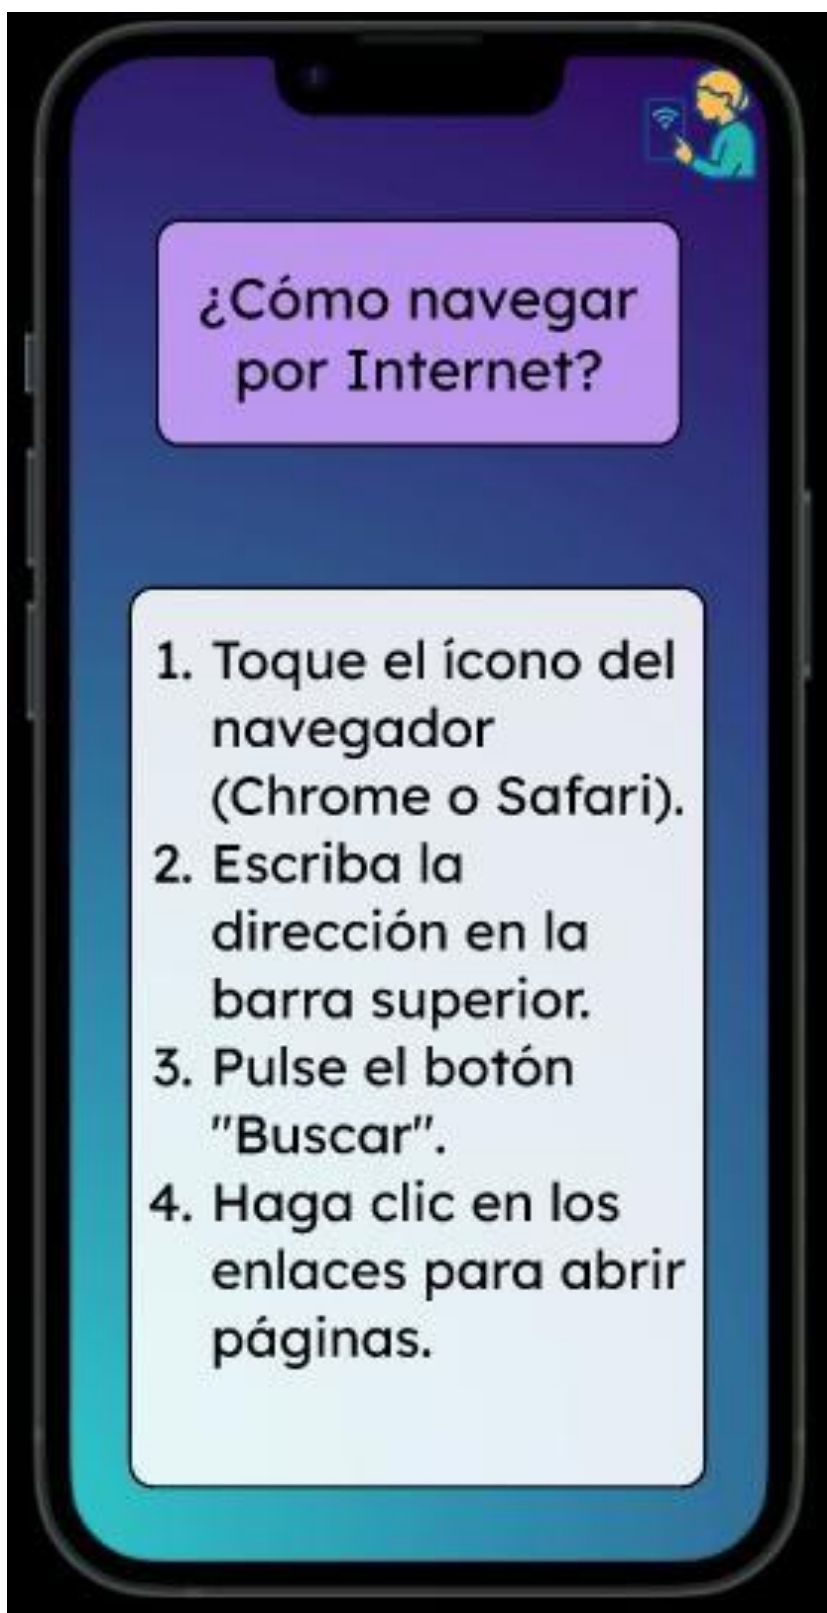 ¿Cómo navegar
por Internet?
1. Toque el ícono del
navegador
(Chrome o Safari).
2. Escriba la
dirección en la
barra superior.
3. Pulse el botón
"Buscar".
4. Haga clic en los
enlaces para abrir
páginas.